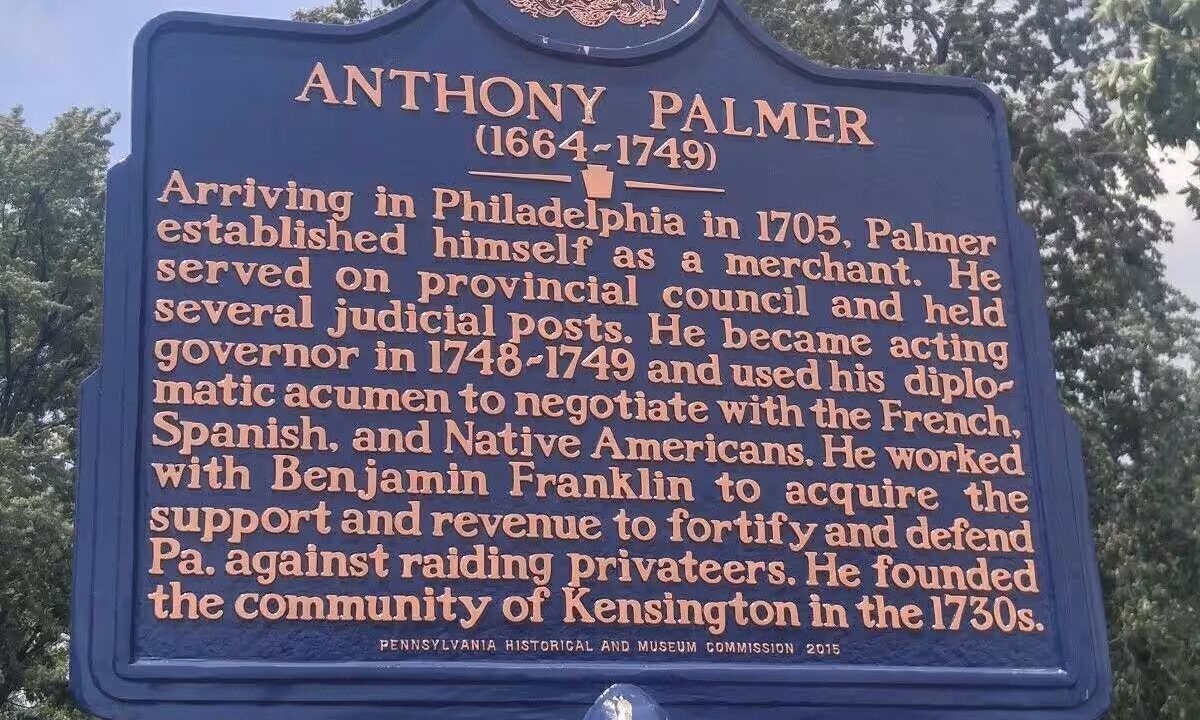 ANTHONY PALMER
(1664-1749)
Arriving in Philadelphia in 1705, Palmer
established himself as a merchant. He
served on provincial council and held
several judicial posts. He became acting
governor in 1748-1749 and used his diplo-
matic acumen to negotiate with the French,
Spanish, and Native Americans. He worked
with Benjamin Franklin to acquire the
support and revenue to fortify and defend
Pa. against raiding privateers. He founded
the community of Kensington in the 1730s.
PENNSYLVANIA HISTORICAL AND MUSEUM COMMISSION 2015